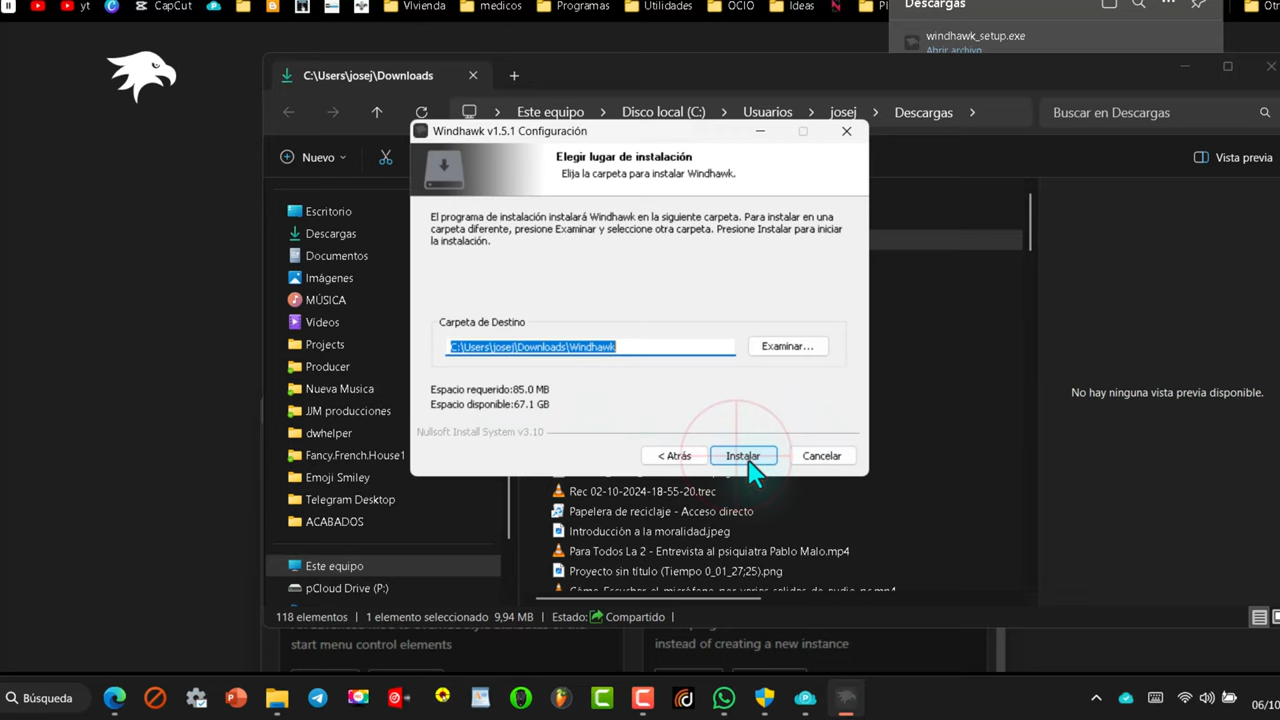 yt
yt
CapCut
Vivienda
medicos
Programas
Utilidades
OCIO
Ideas
Descargas
windhawk_setup.exe
Abrir archivo
C:\Users\josej\Downloads
Este equipo
Disco local (C:)
Usuarios
josej
Descargas
Buscar en Descargas
Nuevo
Vista previa
Windhawk v1.5.1 Configuración
Elegir lugar de instalación
Elija la carpeta para instalar Windhawk.
El programa de instalación instalará Windhawk en la siguiente carpeta. Para instalar en una
carpeta diferente, presione Examinar y seleccione otra carpeta. Presione Instalar para iniciar
la instalación.
Carpeta de Destino
C:\Users\josej\Downloads\Windhawk
Examinar...
Espacio requerido:85.0 MB
Espacio disponible:67.1 GB
Nullsoft Install System v3.10
< Atrás
Instalar
Cancelar
Escritorio
Descargas
Documentos
Imágenes
MÚSICA
Vídeos
Projects
Producer
Nueva Musica
JJM producciones
dwhelper
Fancy.French.House1
Emoji Smiley
Telegram Desktop
ACABADOS
Este equipo
pCloud Drive (P:)
No hay ninguna vista previa disponible.
Rec 02-10-2024-18-55-20.trec
Papelera de reciclaje - Acceso directo
Introducción a la moralidad.jpeg
Para Todos La 2 - Entrevista al psiquiatra Pablo Malo.mp4
Proyecto sin título (Tiempo 0_01_27;25).png
118 elementos
1 elemento seleccionado 9,94 MB
Estado:
Compartido
start menu control elements
instead of creating a new instance
Búsqueda
06/10